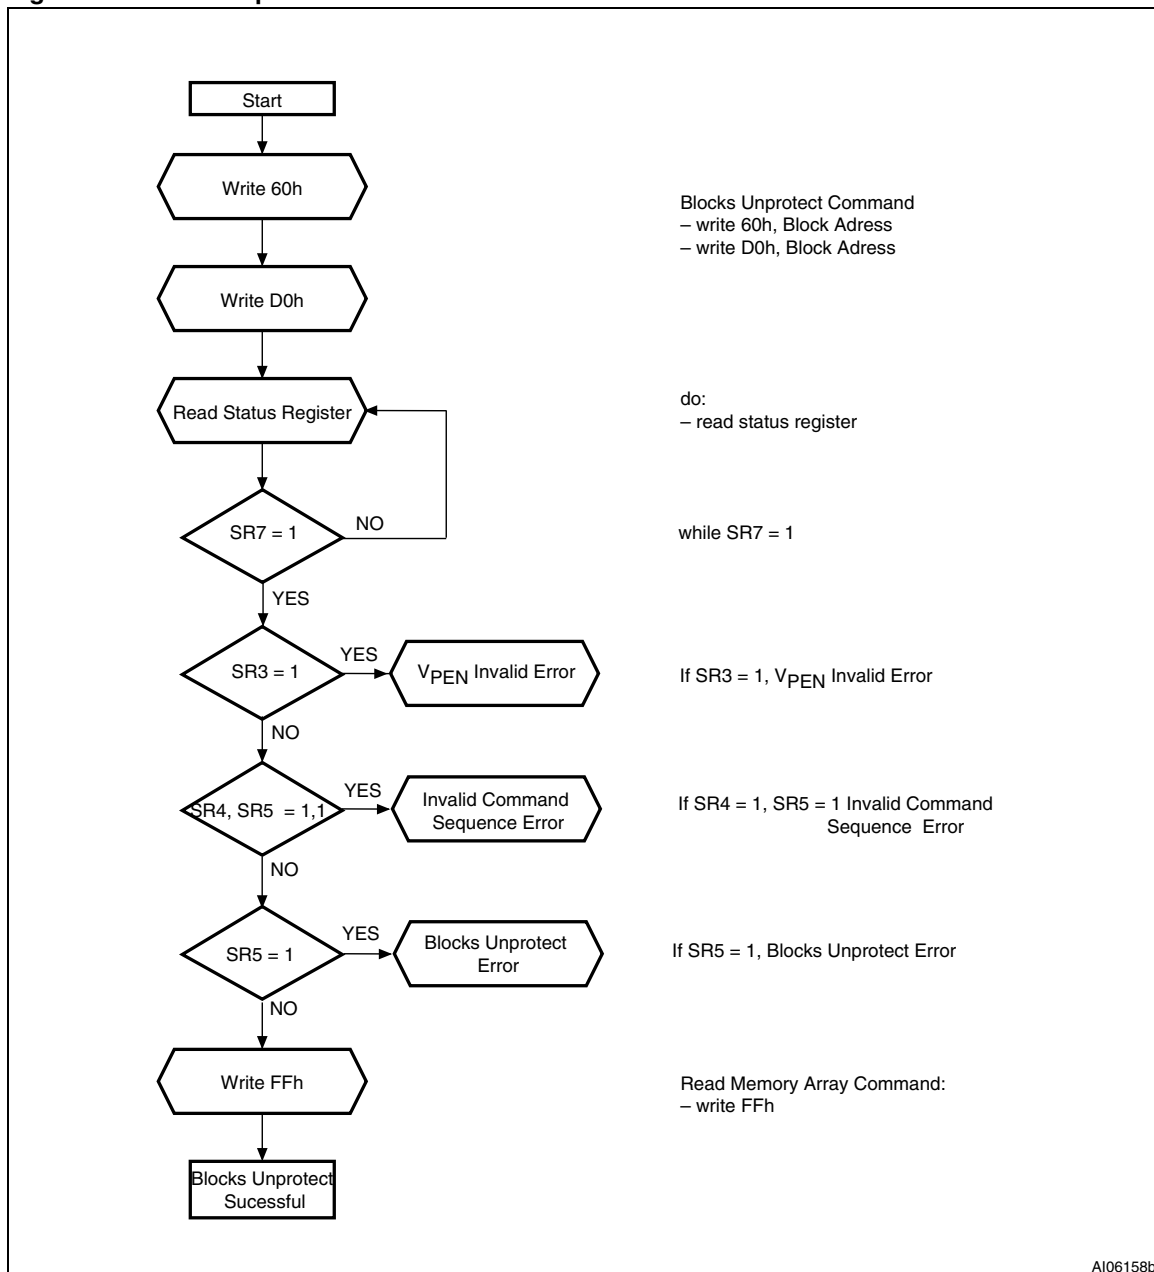 Start
Write 60h
Blocks Unprotect Command
– write 60h, Block Adress
– write D0h, Block Adress
Write D0h
Read Status Register
do:
– read status register
SR7 = 1
NO
while SR7 = 1
YES
SR3 = 1
YES
VPEN Invalid Error
If SR3 = 1, VPEN Invalid Error
NO
SR4, SR5 = 1,1
YES
Invalid Command
Sequence Error
If SR4 = 1, SR5 = 1 Invalid Command
Sequence Error
NO
SR5 = 1
YES
Blocks Unprotect
Error
If SR5 = 1, Blocks Unprotect Error
NO
Write FFh
Read Memory Array Command:
– write FFh
Blocks Unprotect
Sucessful
AI06158b